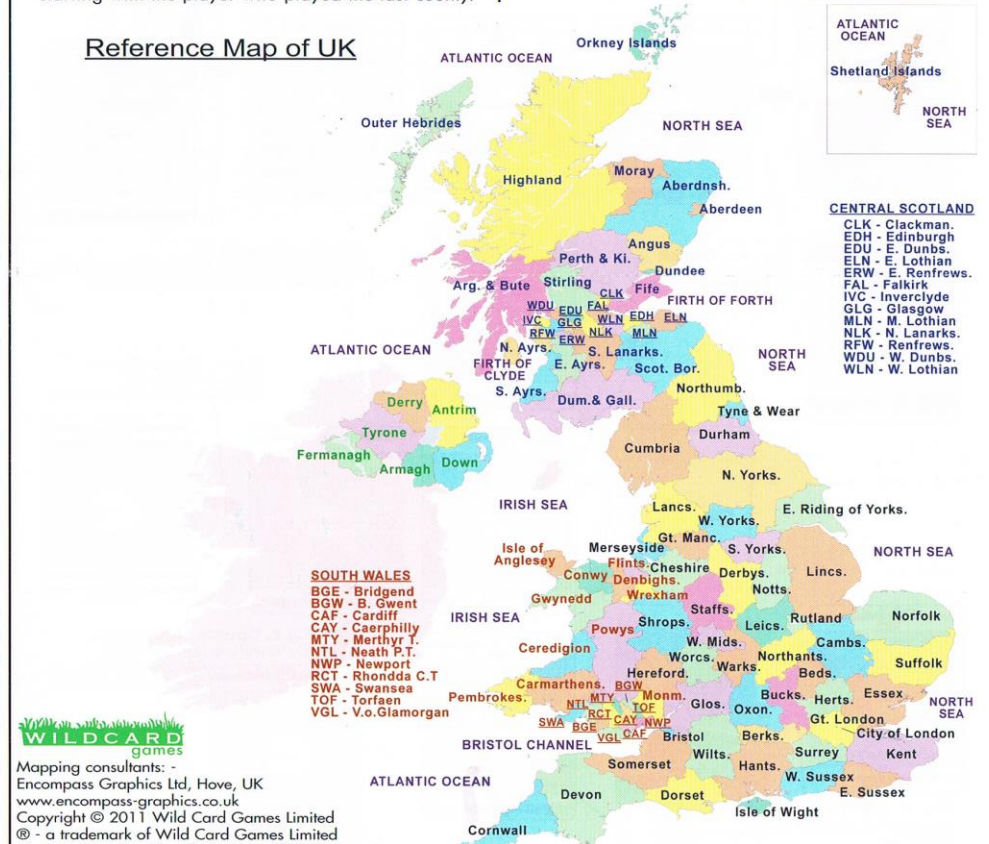 Reference Map of UK
ATLANTIC OCEAN
Orkney Islands
ATLANTIC
OCEAN
Shetland Islands
NORTH
SEA
Outer Hebrides
NORTH SEA
Highland
Moray
Aberdnsh.
Aberdeen
Angus
Perth & Ki.
Dundee
Stirling
Arg. & Bute
CLK
Fife
FIRTH OF FORTH
WDU
EDU
FAL
IVC
GLG
WLN
EDH
ELN
RFW
ERW
NLK
MLN
N. Ayrs.
S. Lanarks.
ATLANTIC OCEAN
FIRTH OF
CLYDE
E. Ayrs.
Scot. Bor.
NORTH
SEA
S. Ayrs.
Dum.& Gall.
Northumb.
CENTRAL SCOTLAND
CLK - Clackman.
EDH - Edinburgh
EDU - E. Dunbs.
ELN - E. Lothian
ERW - E. Renfrews.
FAL - Falkirk
IVC - Inverclyde
GLG - Glasgow
MLN - M. Lothian
NLK - N. Lanarks.
RFW - Renfrews.
WDU - W. Dunbs.
WLN - W. Lothian
Derry
Antrim
Tyrone
Fermanagh
Armagh
Down
Tyne & Wear
Durham
Cumbria
N. Yorks.
IRISH SEA
Lancs.
W. Yorks.
E. Riding of Yorks.
Gt. Manc.
Merseyside
S. Yorks.
NORTH SEA
Isle of
Anglesey
Flints.
Cheshire
Derbys.
Lincs.
Conwy
Denbighs.
Notts.
Gwynedd
Wrexham
Staffs.
IRISH SEA
Shrops.
Leics.
Rutland
Norfolk
Powys
W. Mids.
Cambs.
Ceredigion
Worcs.
Northants.
Suffolk
Hereford.
Warks.
Beds.
Carmarthens.
BGW
Pembrokes.
MTY
Monm.
Bucks.
Herts.
Essex
NORTH
SEA
NTL
TOF
Glos.
Oxon.
Gt. London
SWA
RCT
CAY
NWP
City of London
BGE
VGL
CAF
Bristol
Berks.
BRISTOL CHANNEL
Wilts.
Surrey
Kent
Somerset
Hants.
W. Sussex
ATLANTIC OCEAN
Devon
Dorset
E. Sussex
Isle of Wight
Cornwall
SOUTH WALES
BGE - Bridgend
BGW - B. Gwent
CAF - Cardiff
CAY - Caerphilly
MTY - Merthyr T.
NTL - Neath P.T.
NWP - Newport
RCT - Rhondda C.T
SWA - Swansea
TOF - Torfaen
VGL - V.o.Glamorgan
WILDCARD
games
Mapping consultants: -
Encompass Graphics Ltd, Hove, UK
www.encompass-graphics.co.uk
Copyright © 2011 Wild Card Games Limited
® - a trademark of Wild Card Games Limited